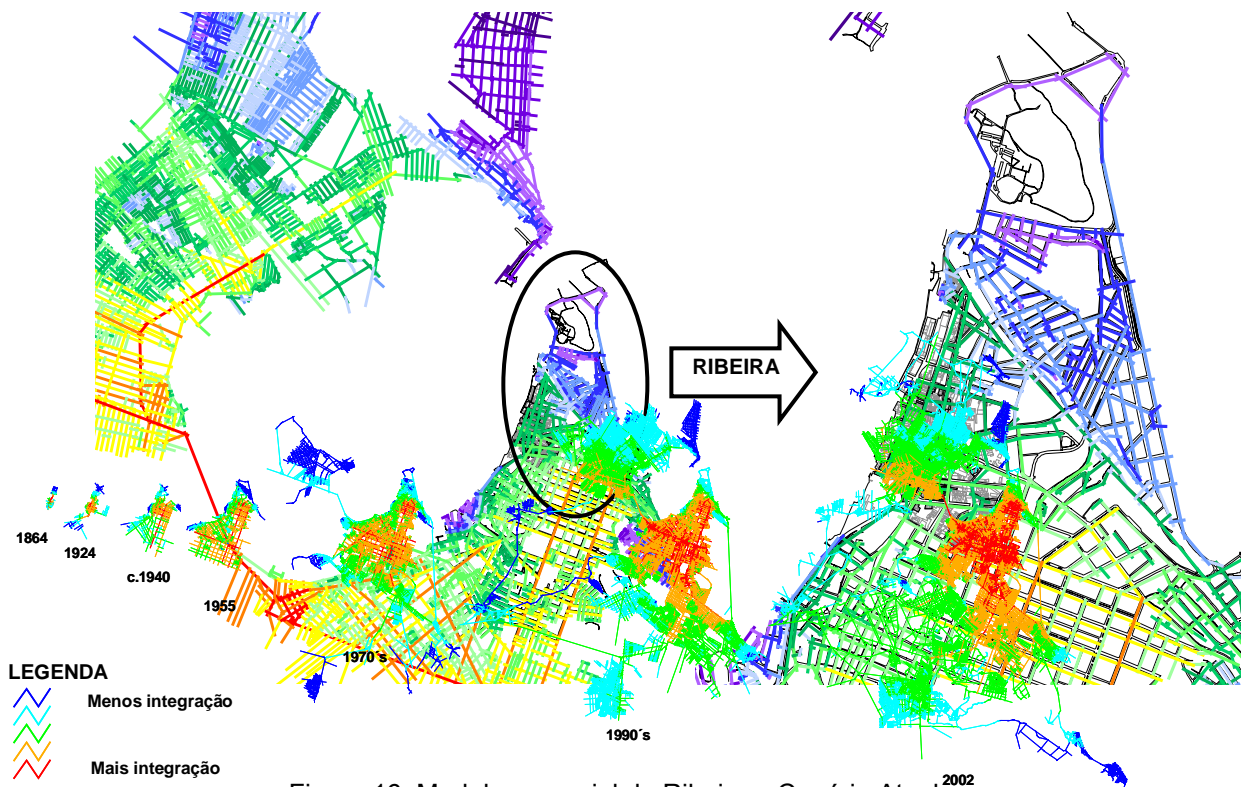 RIBEIRA
1864
1924
c.1940
1955
1970´s
1990´s
2002
LEGENDA
Menos integração
Mais integração